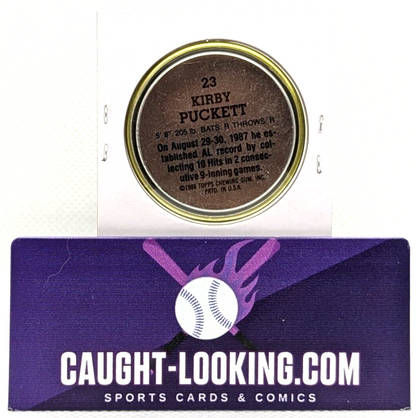 23
KIRBY
PUCKETT
5' 8" 205 lb. BATS R THROWS R
On August 29-30, 1987 he es-
tablished AL record by col-
lecting 10 Hits in 2 consec-
utive 9-inning games.
©1988 TOPPS CHEWING GUM, INC.
PRTD. IN U.S.A.
CAUGHT-LOOKING.COM
SPORTS CARDS & COMICS